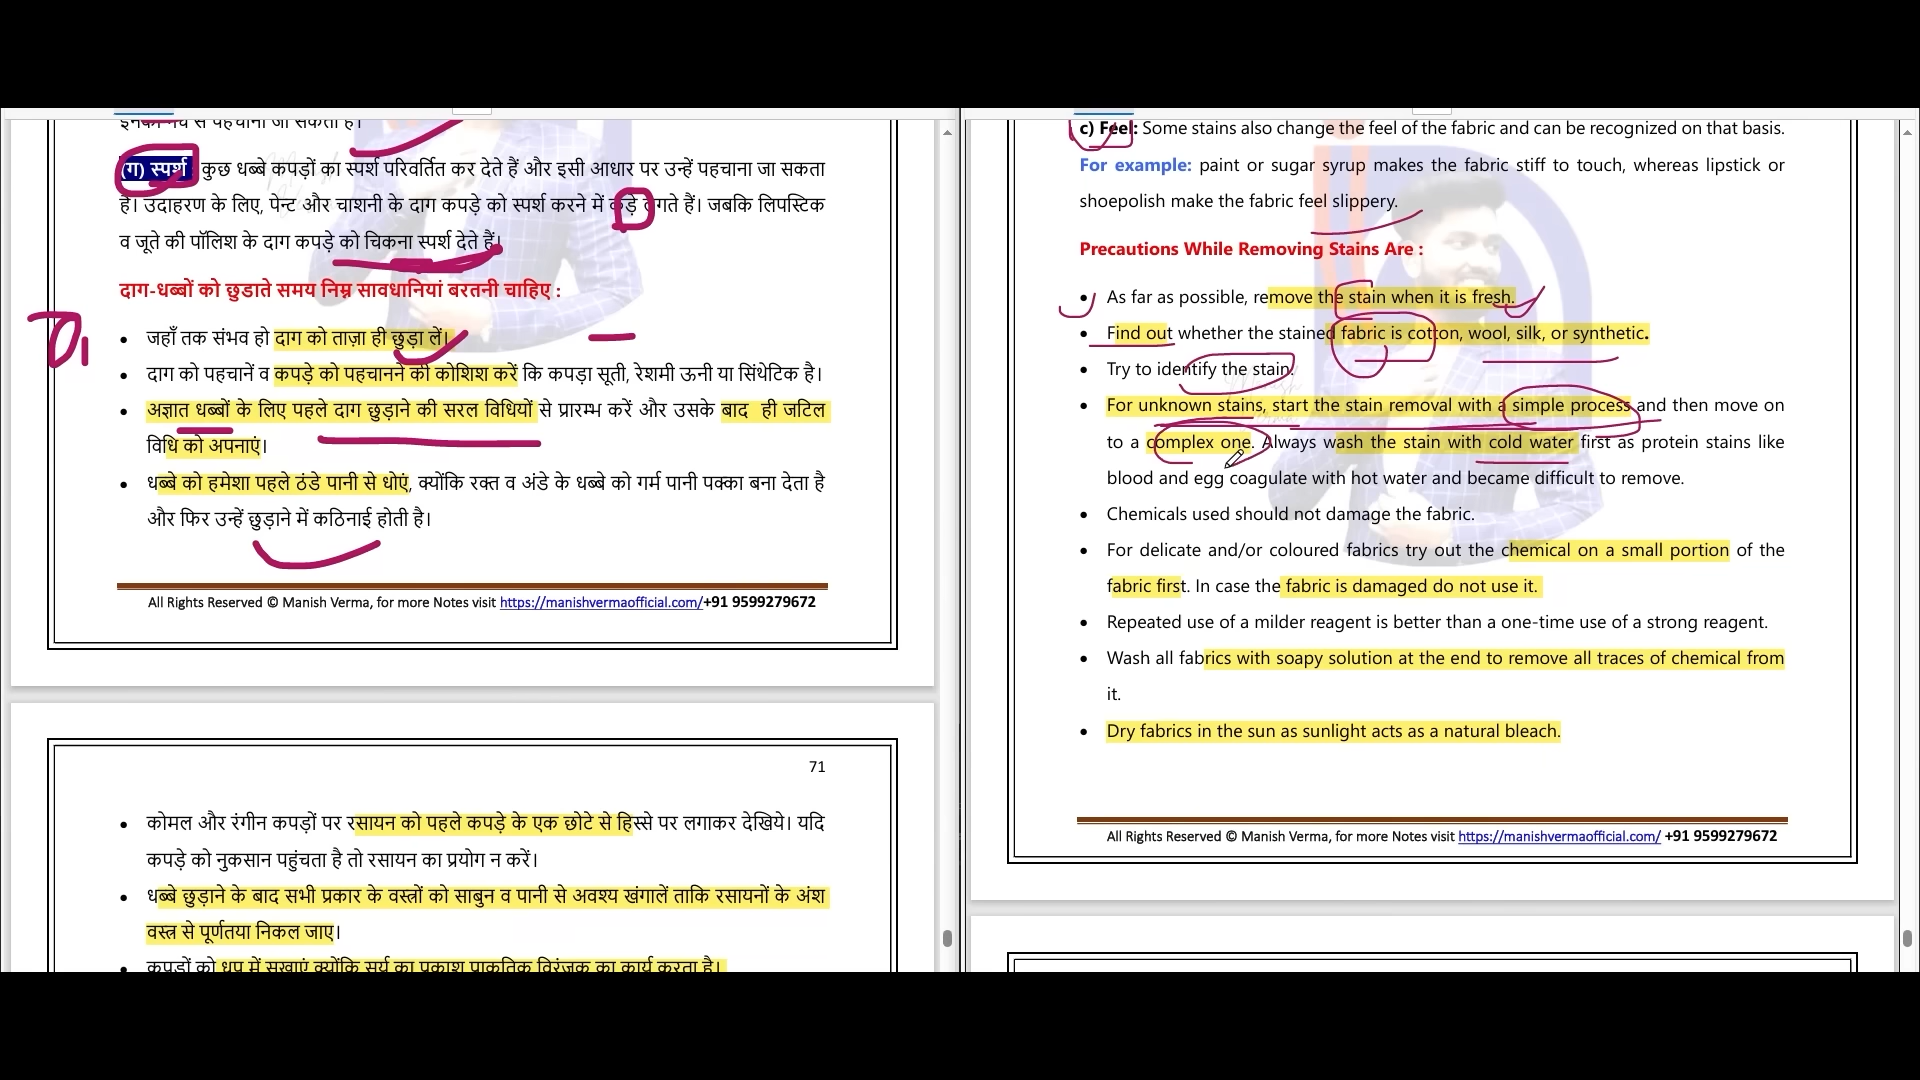 (ग) स्पर्श : कुछ धब्बे कपड़ों का स्पर्श परिवर्तित कर देते हैं और इसी आधार पर उन्हें पहचाना जा सकता
है। उदाहरण के लिए, पेन्ट और चाशनी के दाग कपड़े को स्पर्श करने में कड़े लगते हैं। जबकि लिपस्टिक
व जूते की पॉलिश के दाग कपड़े को चिकना स्पर्श देते हैं।
दाग-धब्बों को छुडाते समय निम्न सावधानियां बरतनी चाहिए :
• जहाँ तक संभव हो दाग को ताज़ा ही छुड़ा लें।
• दाग को पहचानें व कपड़े को पहचानने की कोशिश करें कि कपड़ा सूती, रेशमी ऊनी या सिंथेटिक है।
• अज्ञात धब्बों के लिए पहले दाग छुड़ाने की सरल विधियों से प्रारम्भ करें और उसके बाद ही जटिल
विधि को अपनाएं।
• धब्बे को हमेशा पहले ठंडे पानी से धोएं, क्योंकि रक्त व अंडे के धब्बे को गर्म पानी पक्का बना देता है
और फिर उन्हें छुड़ाने में कठिनाई होती है।
All Rights Reserved © Manish Verma, for more Notes visit https://manishvermaofficial.com/+91 9599279672
71
• कोमल और रंगीन कपड़ों पर रसायन को पहले कपड़े के एक छोटे से हिस्से पर लगाकर देखिये। यदि
कपड़े को नुकसान पहुंचता है तो रसायन का प्रयोग न करें।
• धब्बे छुड़ाने के बाद सभी प्रकार के वस्त्रों को साबुन व पानी से अवश्य खंगालें ताकि रसायनों के अंश
वस्त्र से पूर्णतया निकल जाए।
• कपड़ों को धूप में सुखाएं क्योंकि सूर्य का प्रकाश प्राकृतिक विरंजक का कार्य करता है।
c) Feel: Some stains also change the feel of the fabric and can be recognized on that basis.
For example: paint or sugar syrup makes the fabric stiff to touch, whereas lipstick or
shoepolish make the fabric feel slippery.
Precautions While Removing Stains Are :
• As far as possible, remove the stain when it is fresh.
• Find out whether the stained fabric is cotton, wool, silk, or synthetic.
• Try to identify the stain.
• For unknown stains, start the stain removal with a simple process and then move on
to a complex one. Always wash the stain with cold water first as protein stains like
blood and egg coagulate with hot water and became difficult to remove.
• Chemicals used should not damage the fabric.
• For delicate and/or coloured fabrics try out the chemical on a small portion of the
fabric first. In case the fabric is damaged do not use it.
• Repeated use of a milder reagent is better than a one-time use of a strong reagent.
• Wash all fabrics with soapy solution at the end to remove all traces of chemical from
it.
• Dry fabrics in the sun as sunlight acts as a natural bleach.
All Rights Reserved © Manish Verma, for more Notes visit https://manishvermaofficial.com/ +91 9599279672